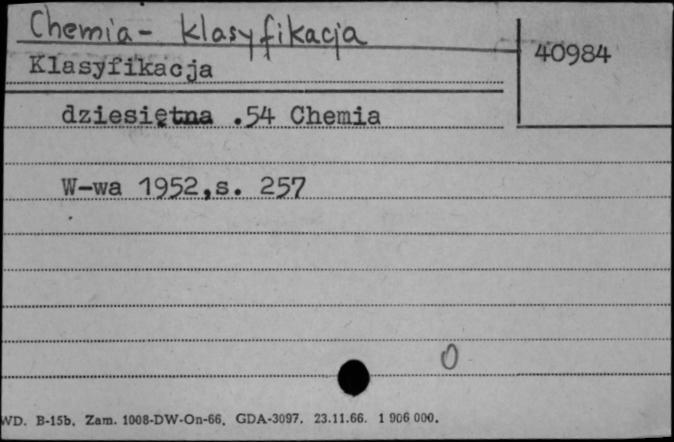 Chemia - klasyfikacja
40984
Klasyfikacja
dziesiętna .54 Chemia
W-wa 1952,s. 257
0
WD. B-15b. Zam. 1008-DW-On-66. GDA-3097. 23.11.66. 1 906 000.